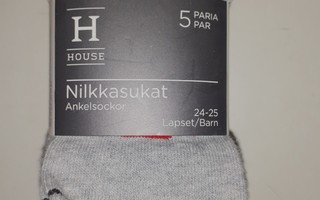 H
HOUSE
5 PARIA
PAR
Nilkkasukat
Ankelsockor
24-25
Lapset/Barn